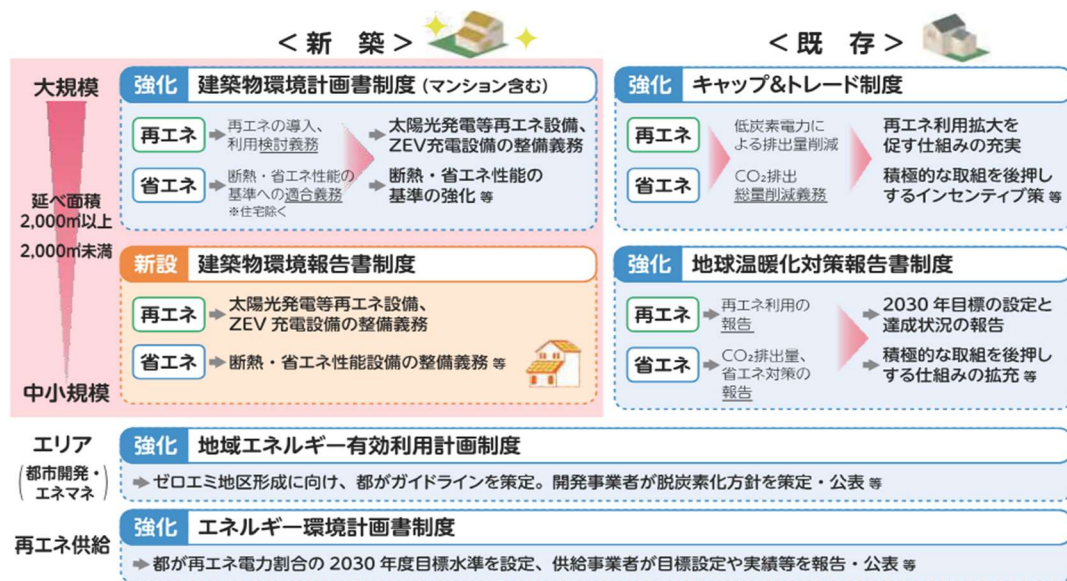 ＜新　築＞
＜既　存＞
大規模
延べ面積
2,000㎡以上
2,000㎡未満
中小規模
強化 建築物環境計画書制度（マンション含む）
再エネ
再エネの導入、
利用検討義務
太陽光発電等再エネ設備、
ZEV充電設備の整備義務
省エネ
断熱・省エネ性能の
基準への適合義務
※住宅除く
断熱・省エネ性能の
基準の強化 等
強化 キャップ&トレード制度
再エネ
低炭素電力に
よる排出量削減
再エネ利用拡大を
促す仕組みの充実
省エネ
CO₂排出
総量削減義務
積極的な取組を後押し
するインセンティブ策 等
新設 建築物環境報告書制度
再エネ
太陽光発電等再エネ設備、
ZEV 充電設備の整備義務
省エネ
断熱・省エネ性能設備の整備義務 等
強化 地球温暖化対策報告書制度
再エネ
再エネ利用の
報告
2030 年目標の設定と
達成状況の報告
省エネ
CO₂排出量、
省エネ対策の
報告
積極的な取組を後押し
する仕組みの拡充 等
エリア
（都市開発・
エネマネ）
強化 地域エネルギー有効利用計画制度
ゼロエミ地区形成に向け、都がガイドラインを策定。開発事業者が脱炭素化方針を策定・公表 等
再エネ供給
強化 エネルギー環境計画書制度
都が再エネ電力割合の 2030 年度目標水準を設定、供給事業者が目標設定や実績等を報告・公表 等